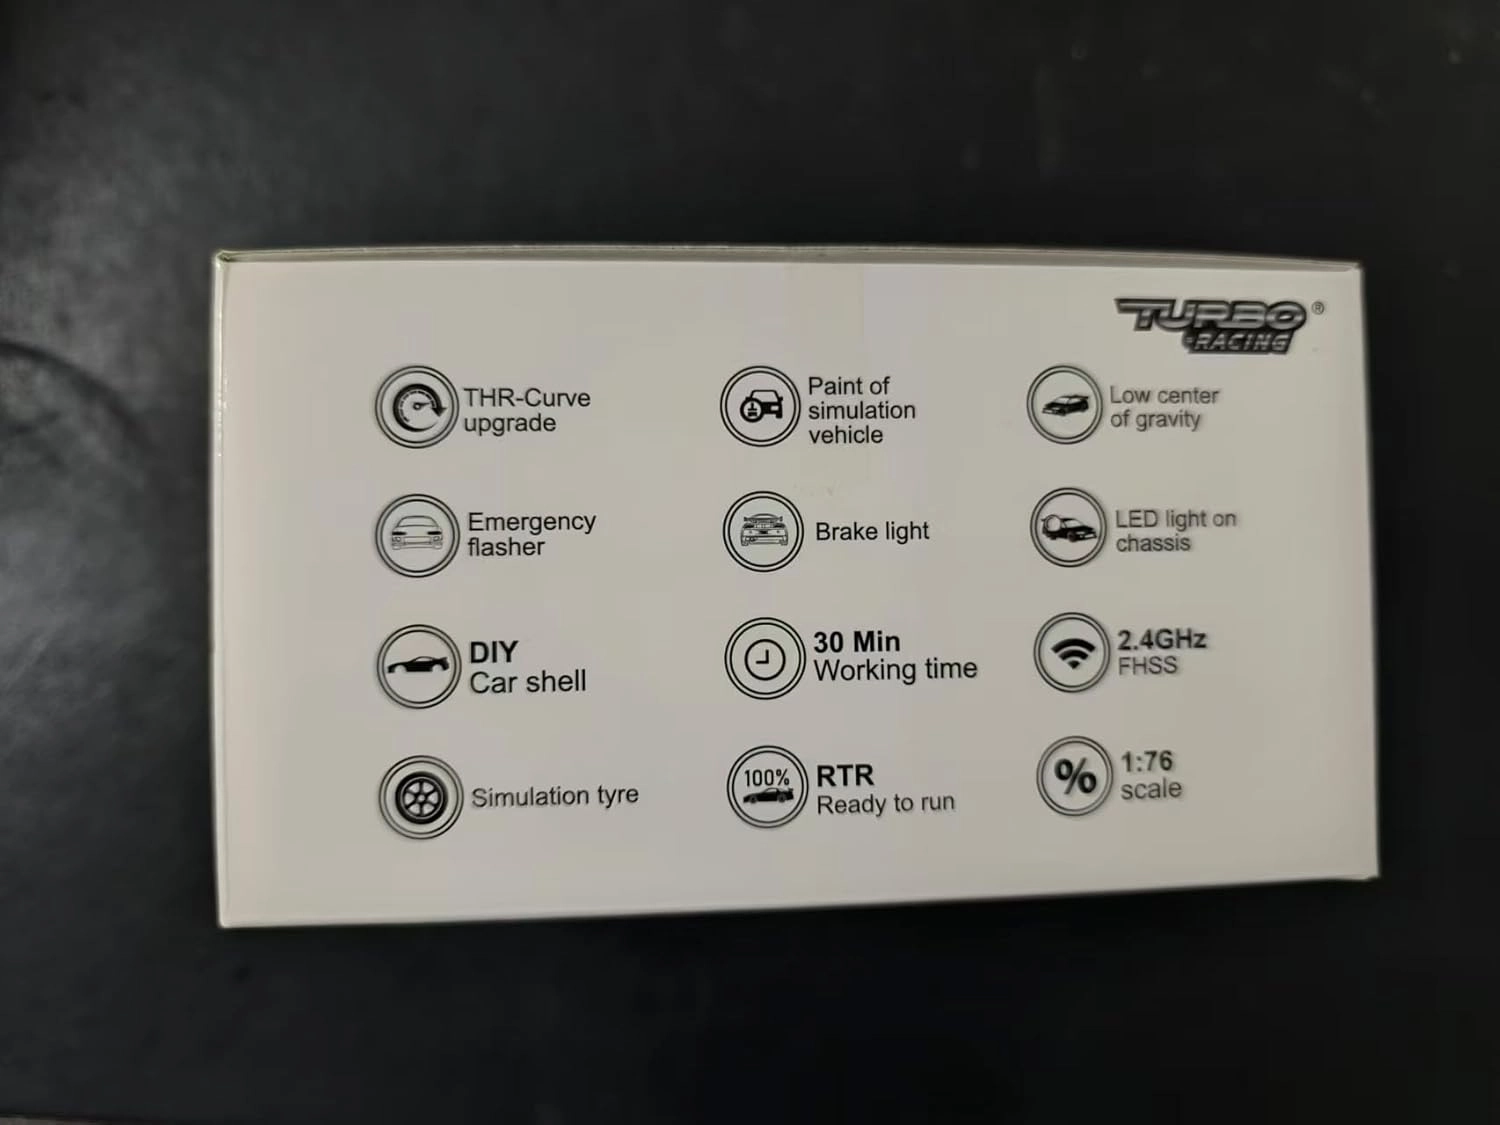 TURBO ®
RACING
THR-Curve
upgrade
Paint of
simulation
vehicle
Low center
of gravity
Emergency
flasher
Brake light
LED light on
chassis
DIY
Car shell
30 Min
Working time
2.4GHz
FHSS
Simulation tyre
100%
RTR
Ready to run
%
1:76
scale